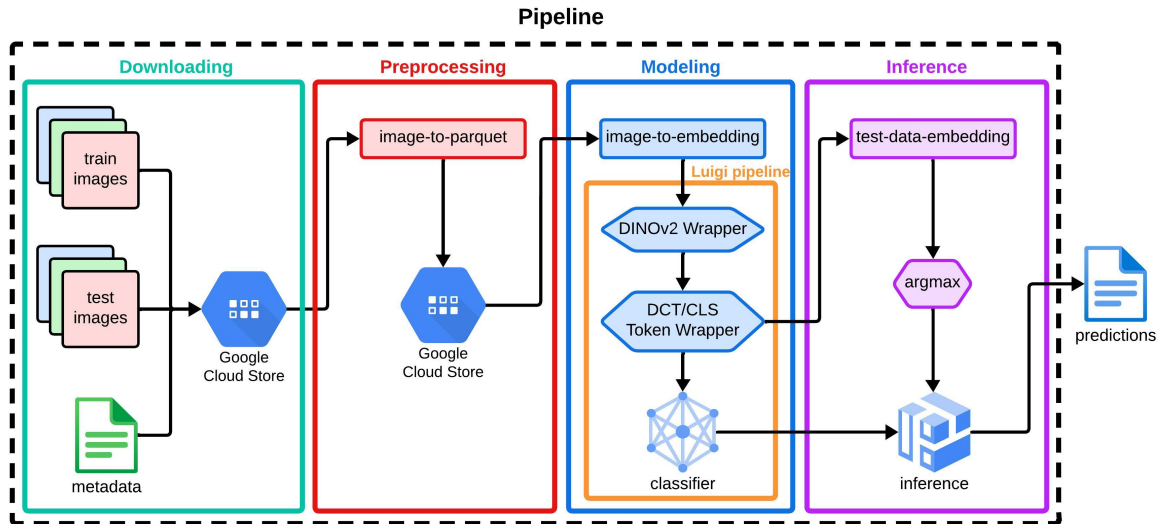 Pipeline
Downloading
train
images
test
images
metadata
Google
Cloud Store
Preprocessing
image-to-parquet
Google
Cloud Store
Modeling
image-to-embedding
Luigi pipeline
DINOv2 Wrapper
DCT/CLS
Token Wrapper
classifier
Inference
test-data-embedding
argmax
inference
predictions